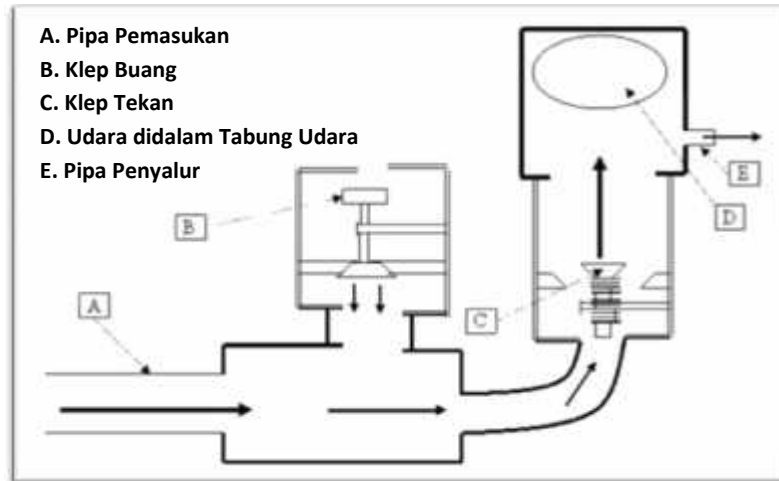 A. Pipa Pemasukan
B. Klep Buang
C. Klep Tekan
D. Udara didalam Tabung Udara
E. Pipa Penyalur
B
E
D
A
C